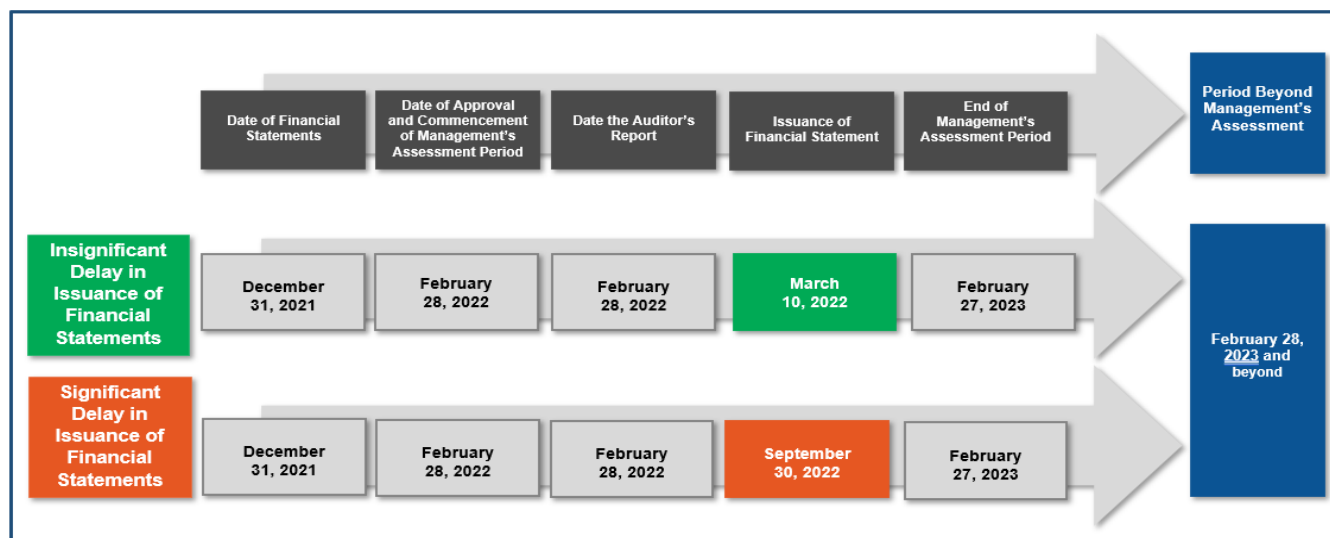 Date of Financial
Statements
Date of Approval
and Commencement
of Management's
Assessment Period
Date the Auditor's
Report
Issuance of
Financial Statement
End of
Management's
Assessment Period
Period Beyond
Management's
Assessment
Insignificant
Delay in
Issuance of
Financial
Statements
December
31, 2021
February
28, 2022
February
28, 2022
March
10, 2022
February
27, 2023
February 28,
2023 and
beyond
Significant
Delay in
Issuance of
Financial
Statements
December
31, 2021
February
28, 2022
February
28, 2022
September
30, 2022
February
27, 2023